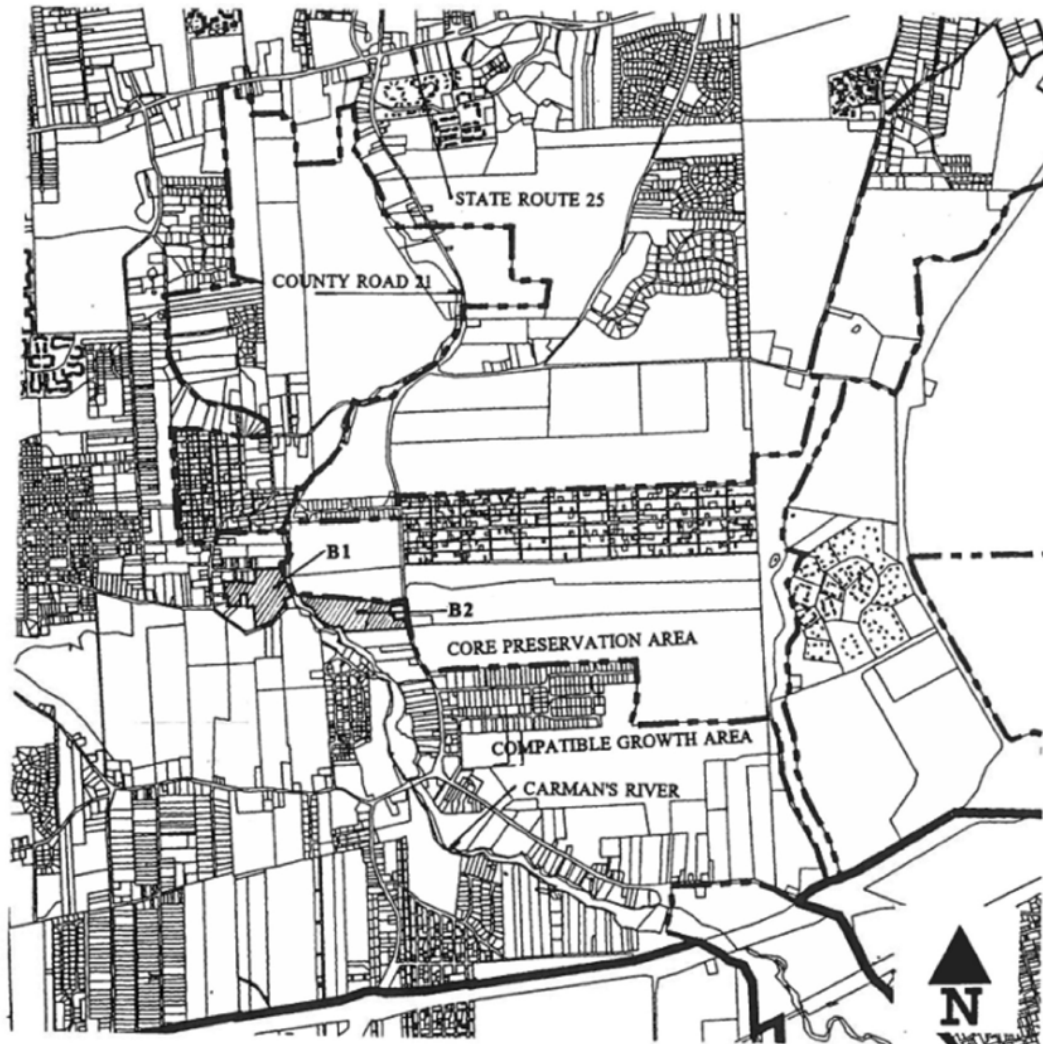 STATE ROUTE 25
COUNTY ROAD 21
B1
B2
CORE PRESERVATION AREA
COMPATIBLE GROWTH AREA
CARMAN'S RIVER
N